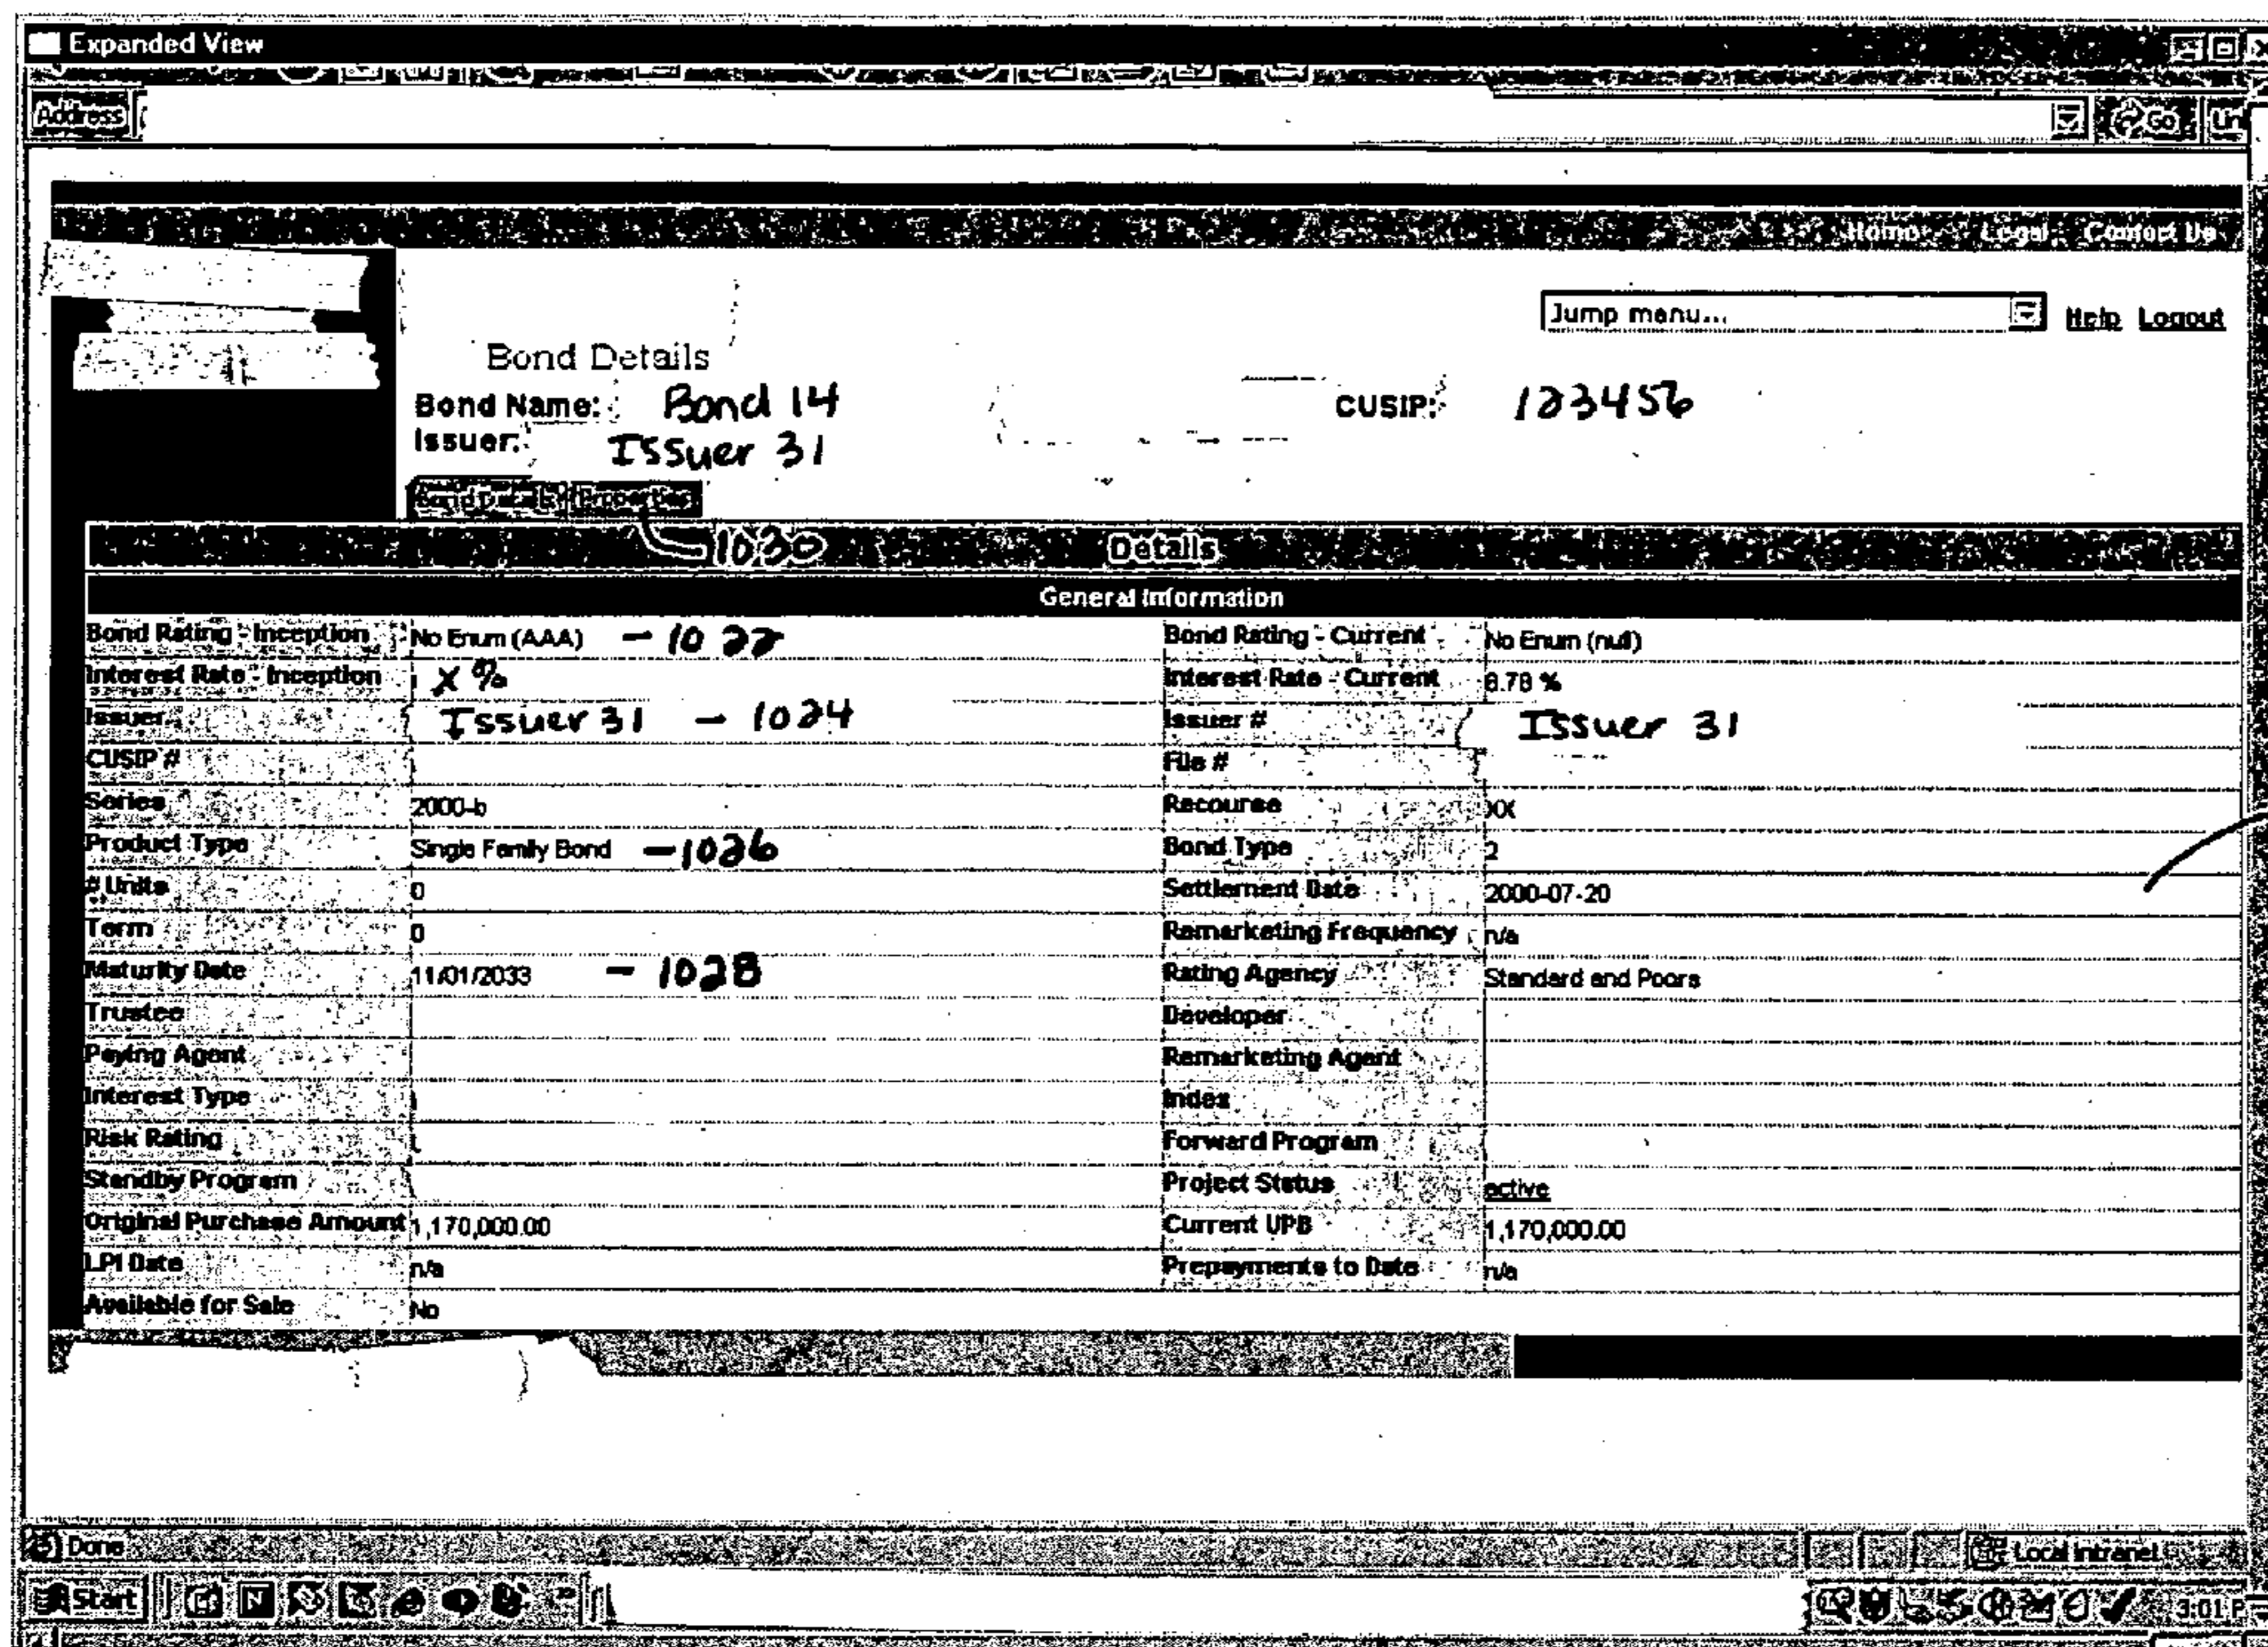 Expanded View
Address
Go
Home Legal Contact Us
Jump menu... Help Logout
Bond Details
Bond Name: Bond 14 CUSIP: 123456
Issuer: Issuer 31
Bond Details Properties
1030 Details
General Information
Bond Rating - Inception No Enum (AAA) - 1022 Bond Rating - Current No Enum (null)
Interest Rate - Inception X % Interest Rate - Current 6.78 %
Issuer Issuer 31 - 1024 Issuer # Issuer 31
CUSIP # File #
Series 2000-b Recourse XX
Product Type Single Family Bond - 1026 Bond Type 2
# Units 0 Settlement Date 2000-07-20
Term 0 Remarketing Frequency n/a
Maturity Date 11/01/2033 - 1028 Rating Agency Standard and Poors
Trustee Developer
Paying Agent Remarketing Agent
Interest Type Index
Risk Rating Forward Program
Standby Program Project Status active
Original Purchase Amount 1,170,000.00 Current UPB 1,170,000.00
LPI Date n/a Prepayments to Date n/a
Available for Sale No
Done Local intranet
Start 3:01 P